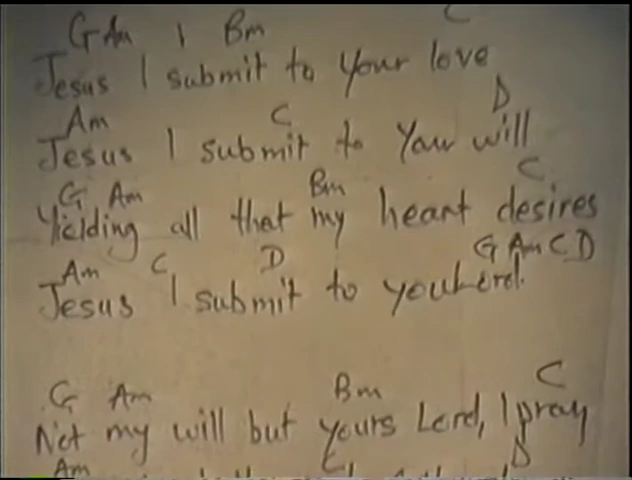 G Am | Bm C
Jesus I submit to your love
Am C D
Jesus I submit to Your will
G Am Bm C
Yielding all that my heart desires
Am C D G Am C D
Jesus I submit to you Lord.
G Am Bm C
Not my will but yours Lord, I pray
Am C D